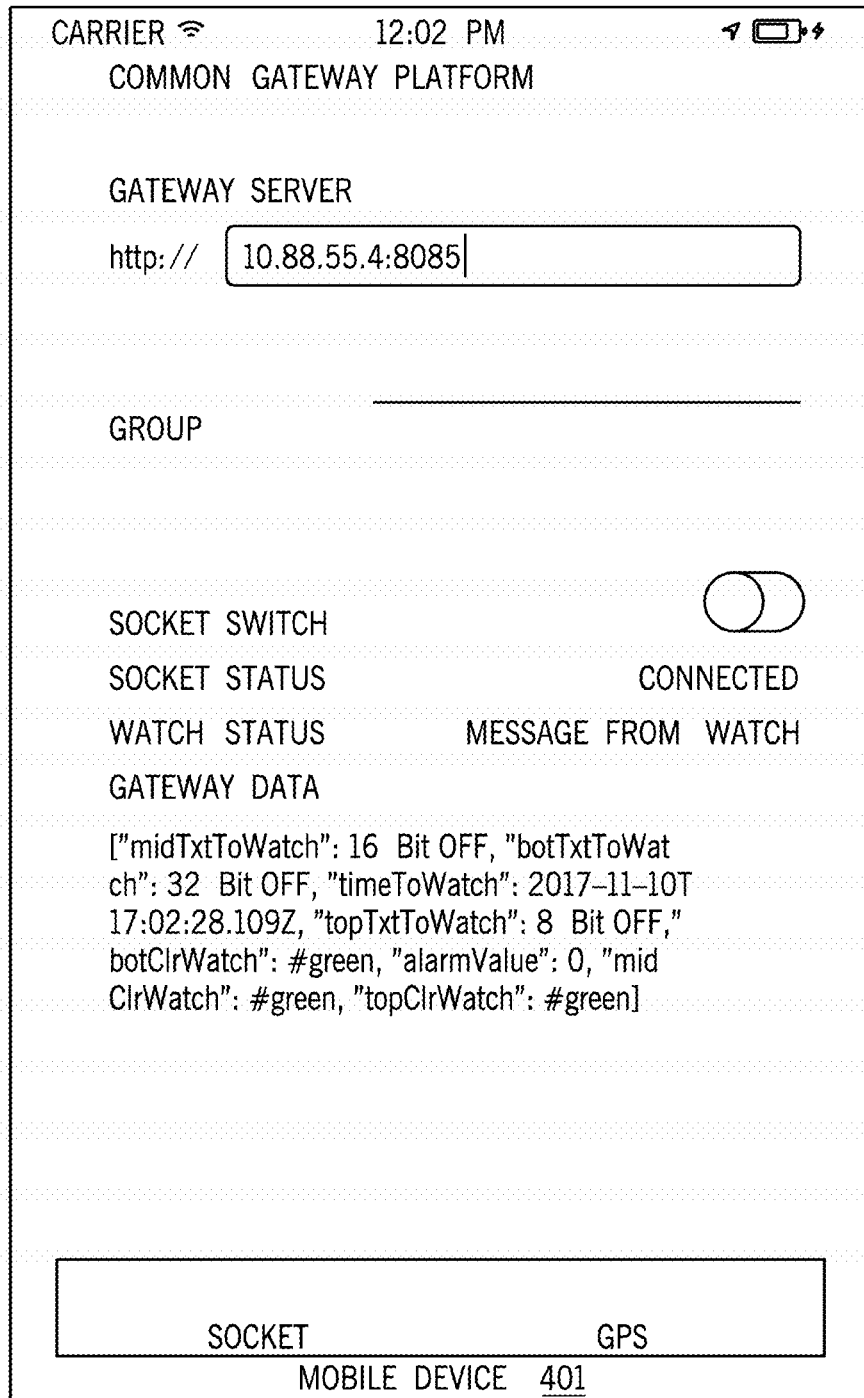 CARRIER 12:02 PM
COMMON GATEWAY PLATFORM
GATEWAY SERVER
http:// 10.88.55.4:8085
GROUP
SOCKET SWITCH
SOCKET STATUS CONNECTED
WATCH STATUS MESSAGE FROM WATCH
GATEWAY DATA
["midTxtToWatch": 16 Bit OFF, "botTxtToWat
ch": 32 Bit OFF, "timeToWatch": 2017–11–10T
17:02:28.109Z, "topTxtToWatch": 8 Bit OFF,"
botClrWatch": #green, "alarmValue": 0, "mid
ClrWatch": #green, "topClrWatch": #green]
SOCKET GPS
MOBILE DEVICE 401